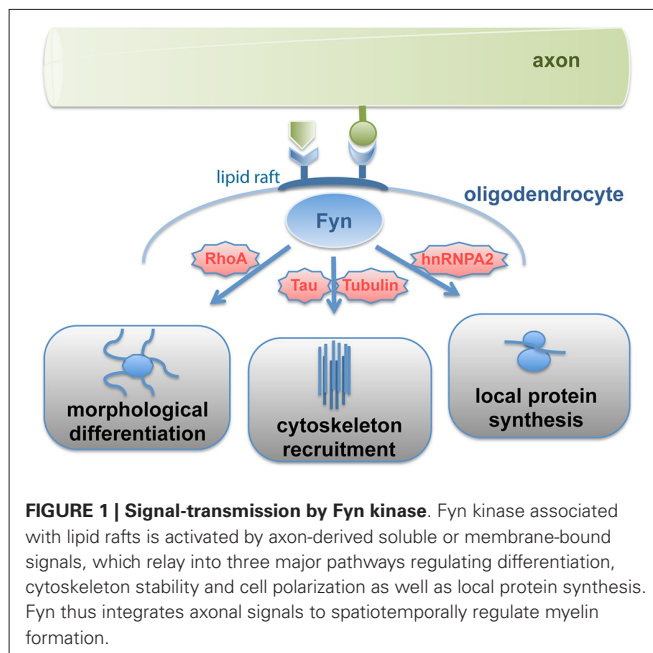 axon
lipid raft
oligodendrocyte
Fyn
RhoA
hnRNPA2
Tau
Tubulin
morphological
differentiation
cytoskeleton
recruitment
local protein
synthesis
FIGURE 1 | Signal-transmission by Fyn kinase. Fyn kinase associated
with lipid rafts is activated by axon-derived soluble or membrane-bound
signals, which relay into three major pathways regulating differentiation,
cytoskeleton stability and cell polarization as well as local protein synthesis.
Fyn thus integrates axonal signals to spatiotemporally regulate myelin
formation.